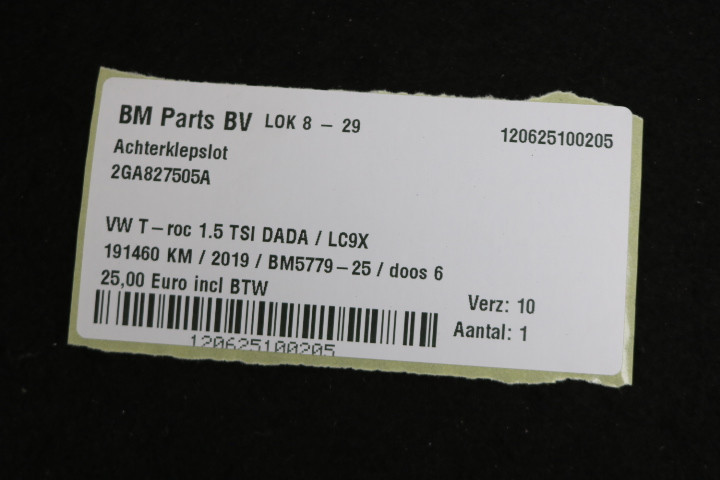 BM Parts BV LOK 8 - 29
120625100205
Achterklepslot
2GA827505A
VW T-roc 1.5 TSI DADA / LC9X
191460 KM / 2019 / BM5779-25 / doos 6
25,00 Euro incl BTW
Verz: 10
Aantal: 1
120625100205